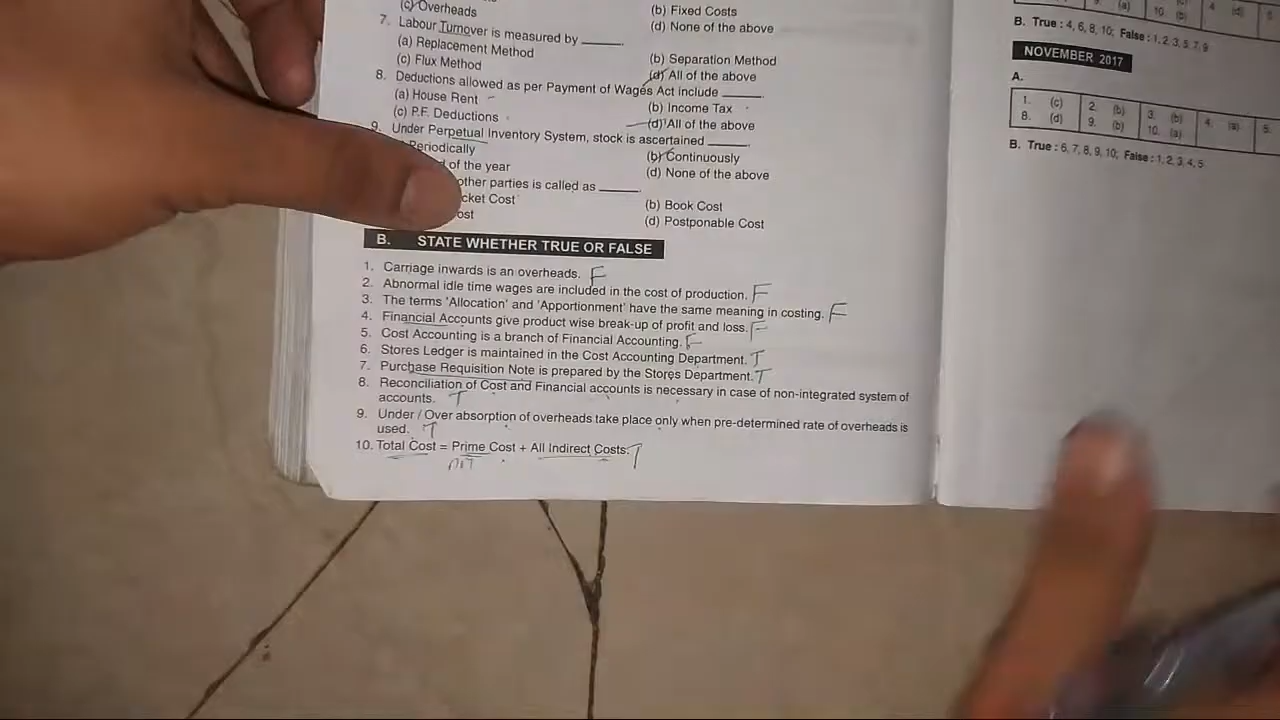 (c) Overheads
(b) Fixed Costs
(d) None of the above
7. Labour Turnover is measured by ______.
(a) Replacement Method
(b) Separation Method
(c) Flux Method
(d) All of the above
8. Deductions allowed as per Payment of Wages Act include ______.
(a) House Rent
(b) Income Tax
(c) P.F. Deductions
(d) All of the above
9. Under Perpetual Inventory System, stock is ascertained ______.
Periodically
(b) Continuously
of the year
(d) None of the above
other parties is called as ______.
Cost
(b) Book Cost
(d) Postponable Cost
B. STATE WHETHER TRUE OR FALSE
1. Carriage inwards is an overheads. F
2. Abnormal idle time wages are included in the cost of production. F
3. The terms 'Allocation' and 'Apportionment' have the same meaning in costing. F
4. Financial Accounts give product wise break-up of profit and loss. F
5. Cost Accounting is a branch of Financial Accounting. F
6. Stores Ledger is maintained in the Cost Accounting Department. T
7. Purchase Requisition Note is prepared by the Stores Department. T
8. Reconciliation of Cost and Financial accounts is necessary in case of non-integrated system of
accounts. T
9. Under / Over absorption of overheads take place only when pre-determined rate of overheads is
used. T
10. Total Cost = Prime Cost + All Indirect Costs. T
B. True : 4, 6, 8, 10; False : 1, 2, 3, 5, 7, 9
NOVEMBER 2017
A.
1. (c) 2. (b) 3. (b) 4. (a) 5.
8. (d) 9. (b) 10. (a)
B. True : 6, 7, 8, 9, 10; False : 1, 2, 3, 4, 5